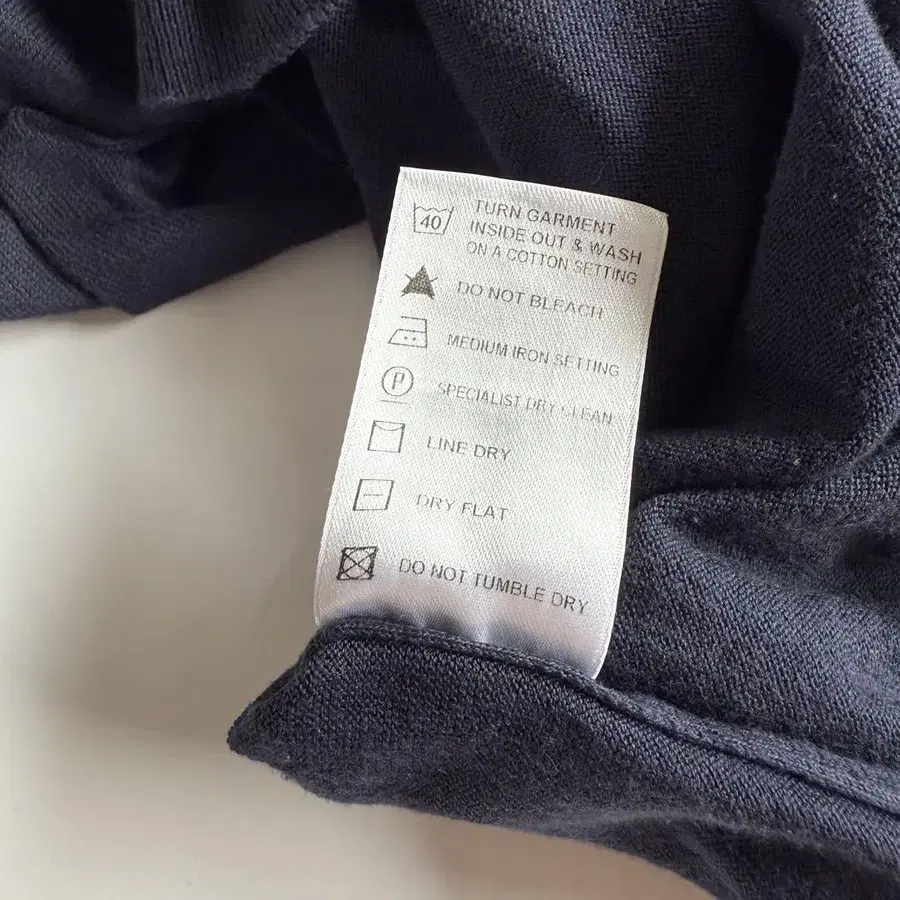 40
TURN GARMENT
INSIDE OUT & WASH
ON A COTTON SETTING
DO NOT BLEACH
MEDIUM IRON SETTING
P
SPECIALIST DRY CLEAN
LINE DRY
DRY FLAT
DO NOT TUMBLE DRY